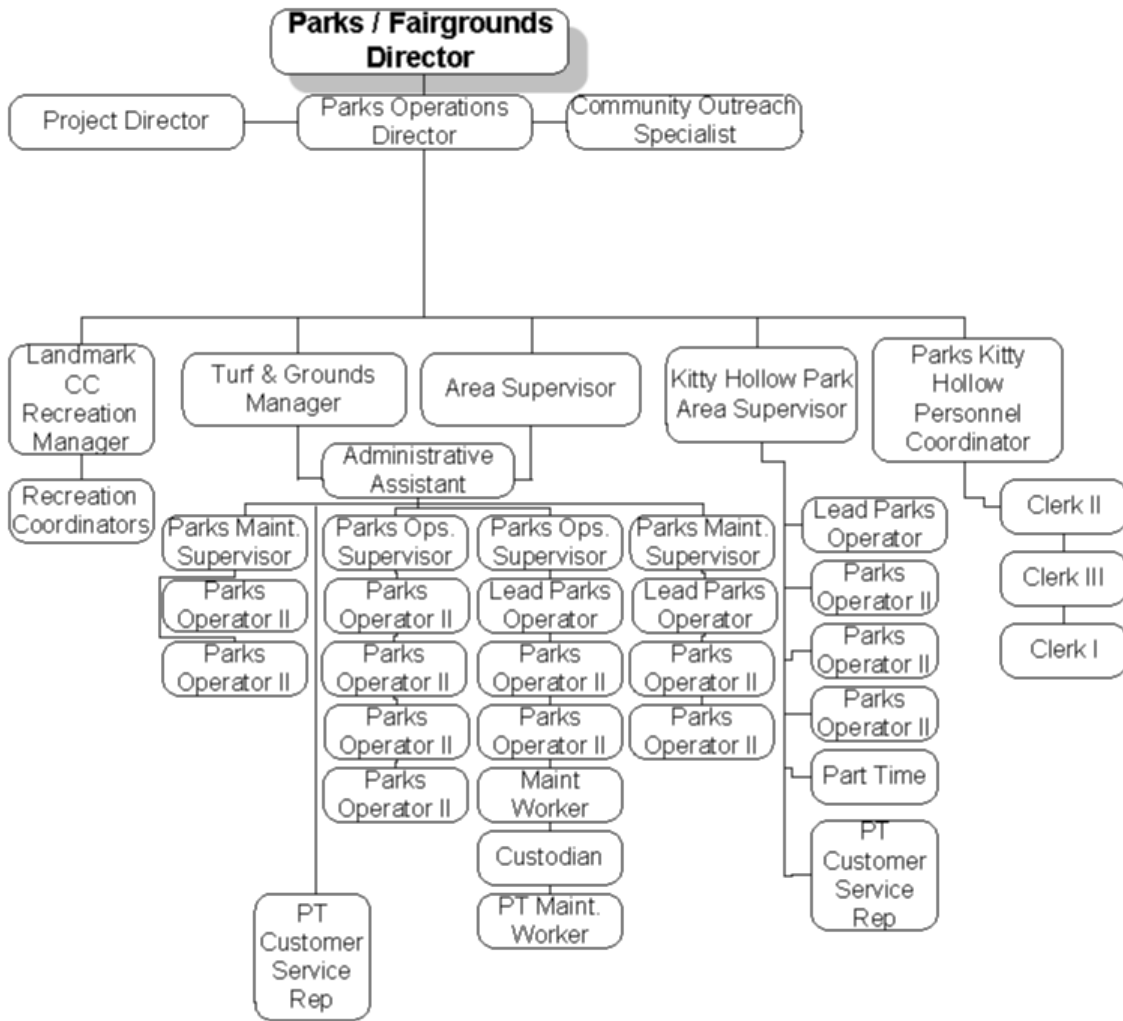 Parks / Fairgrounds
Director
Project Director
Parks Operations
Director
Community Outreach
Specialist
Landmark
CC
Recreation
Manager
Turf & Grounds
Manager
Area Supervisor
Kitty Hollow Park
Area Supervisor
Parks Kitty
Hollow
Personnel
Coordinator
Recreation
Coordinators
Administrative
Assistant
Parks Maint.
Supervisor
Parks
Operator II
Parks
Operator II
PT
Customer
Service
Rep
Parks Ops.
Supervisor
Parks
Operator II
Parks
Operator II
Parks
Operator II
Parks
Operator II
Parks Ops.
Supervisor
Lead Parks
Operator
Parks
Operator II
Parks
Operator II
Maint
Worker
Custodian
PT Maint.
Worker
Parks Maint.
Supervisor
Lead Parks
Operator
Parks
Operator II
Parks
Operator II
Lead Parks
Operator
Parks
Operator II
Parks
Operator II
Parks
Operator II
Part Time
PT
Customer
Service
Rep
Clerk II
Clerk III
Clerk I